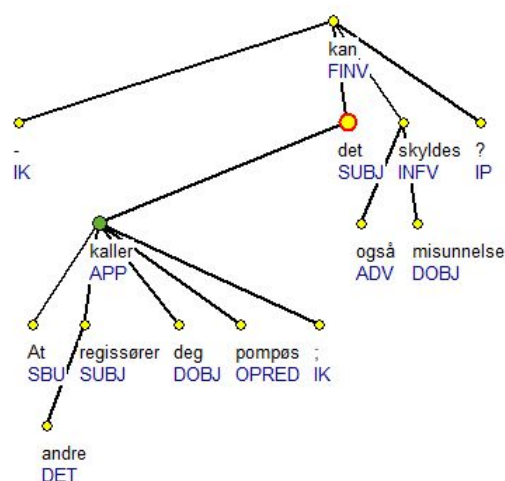 kan
FINV
- det skyldes ?
IK SUBJ INFV IP
kaller også misunnelse
APP ADV DOBJ
At regissører deg pompøs ;
SBU SUBJ DOBJ OPRED IK
andre
DET